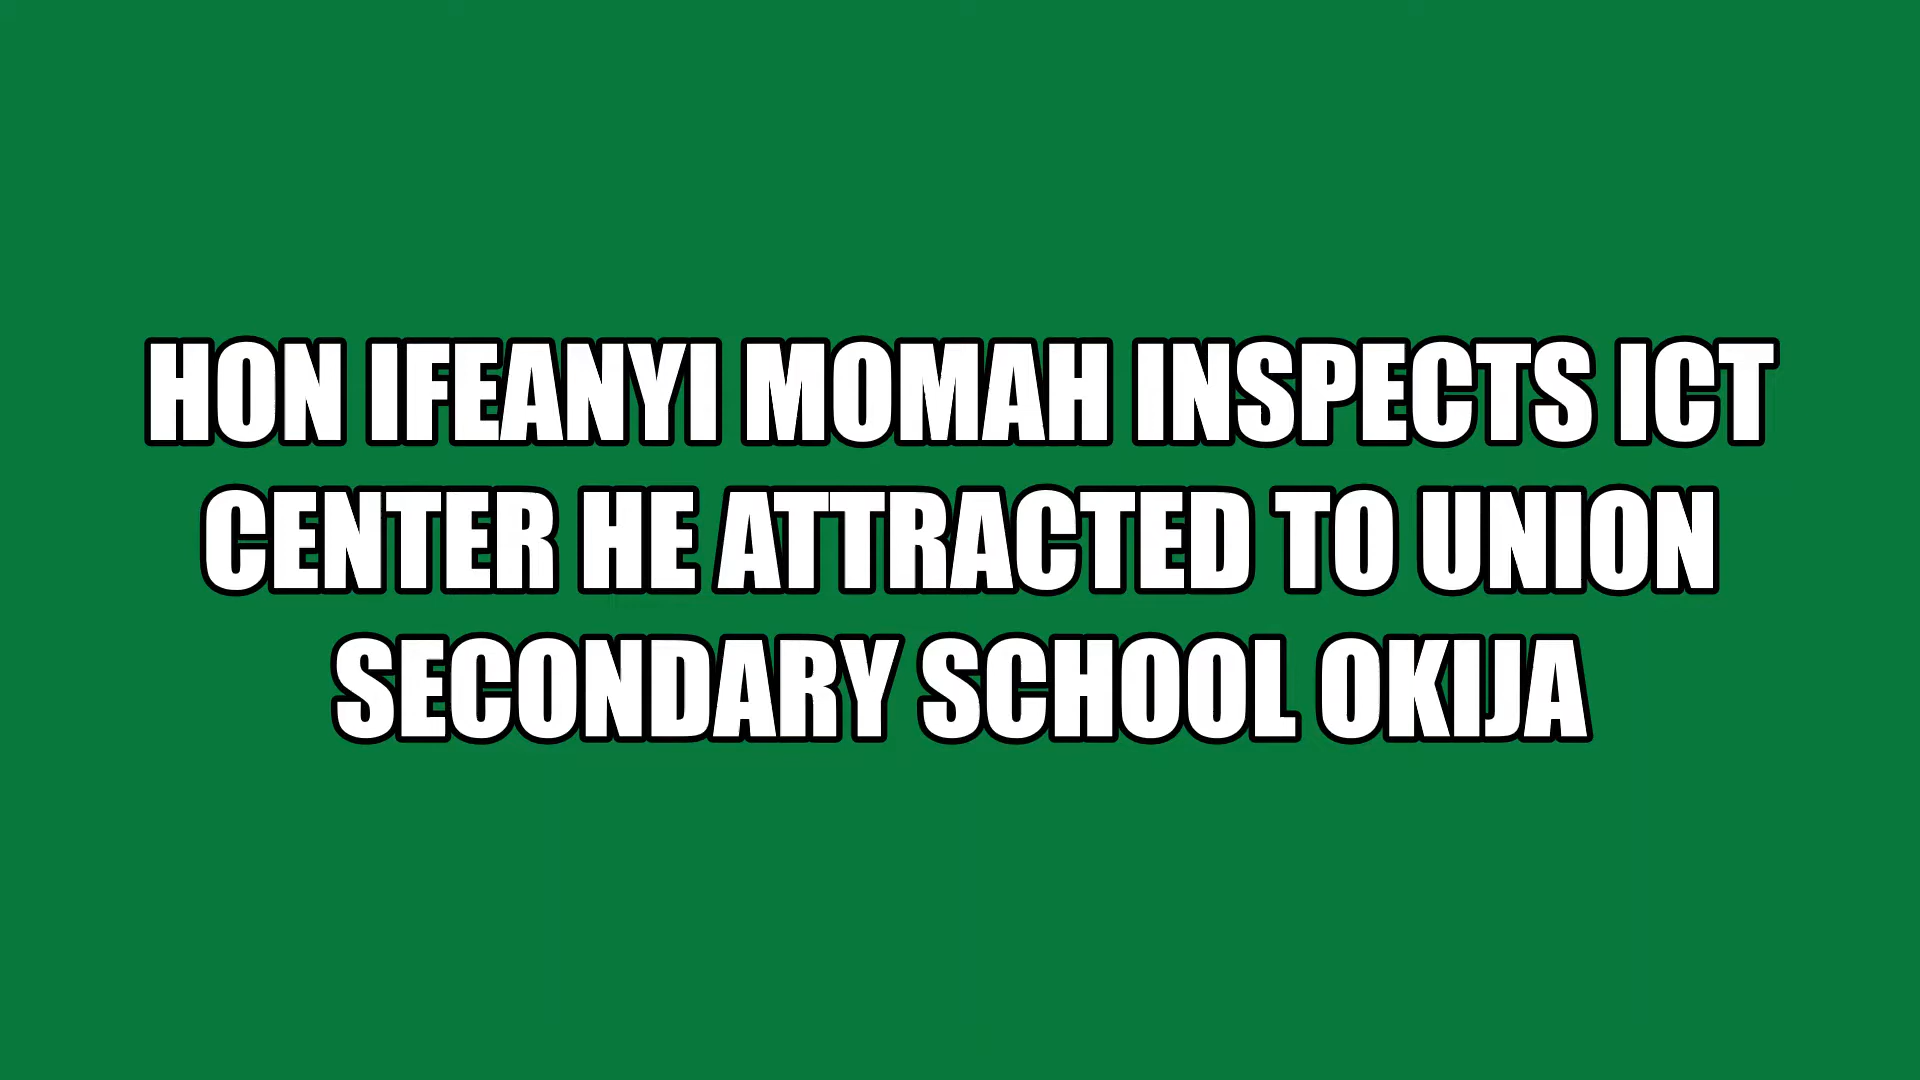 HON IFEANYI MOMAH INSPECTS ICT
CENTER HE ATTRACTED TO UNION
SECONDARY SCHOOL OKIJA